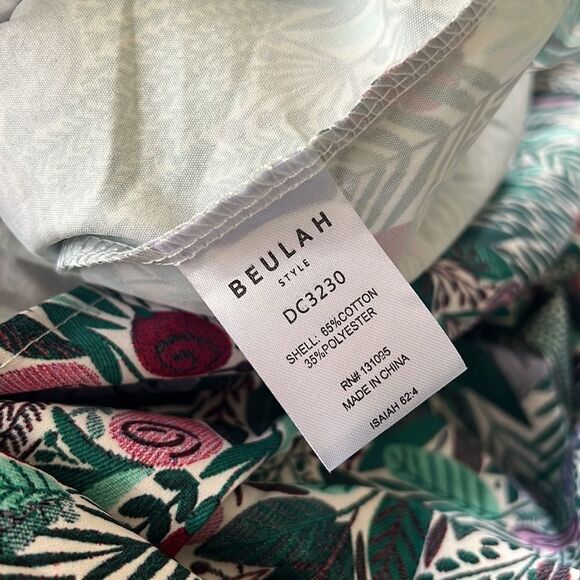 BEULAH
STYLE
DC3230
SHELL: 65%COTTON
35%POLYESTER
RN# 131095
MADE IN CHINA
ISAIAH 62:4